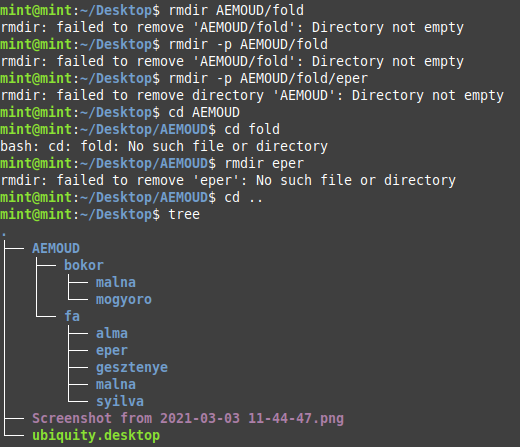 mint@mint:~/Desktop$ rmdir AEMOUD/fold
rmdir: failed to remove 'AEMOUD/fold': Directory not empty
mint@mint:~/Desktop$ rmdir -p AEMOUD/fold
rmdir: failed to remove 'AEMOUD/fold': Directory not empty
mint@mint:~/Desktop$ rmdir -p AEMOUD/fold/eper
rmdir: failed to remove directory 'AEMOUD': Directory not empty
mint@mint:~/Desktop$ cd AEMOUD
mint@mint:~/Desktop/AEMOUD$ cd fold
bash: cd: fold: No such file or directory
mint@mint:~/Desktop/AEMOUD$ rmdir eper
rmdir: failed to remove 'eper': No such file or directory
mint@mint:~/Desktop/AEMOUD$ cd ..
mint@mint:~/Desktop$ tree
.
├── AEMOUD
│   ├── bokor
│   │   ├── malna
│   │   └── mogyoro
│   └── fa
│       ├── alma
│       ├── eper
│       ├── gesztenye
│       ├── malna
│       └── syilva
├── Screenshot from 2021-03-03 11-44-47.png
└── ubiquity.desktop